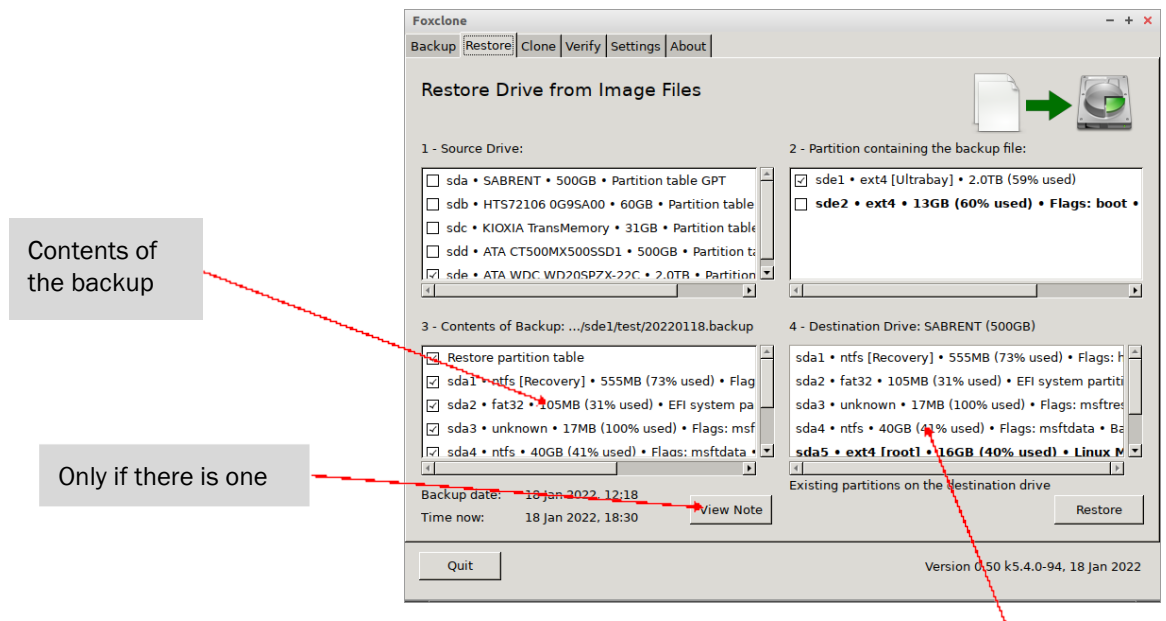 Foxclone
Backup Restore Clone Verify Settings About
Restore Drive from Image Files
1 - Source Drive:
sda • SABRENT • 500GB • Partition table GPT
sdb • HTS72106 0G9SA00 • 60GB • Partition table
sdc • KIOXIA TransMemory • 31GB • Partition table
sdd • ATA CT500MX500SSD1 • 500GB • Partition
sde • ATA WDC WD20SPZX-22C • 2.0TB • Partition
2 - Partition containing the backup file:
sde1 • ext4 [Ultrabay] • 2.0TB (59% used)
sde2 • ext4 • 13GB (60% used) • Flags: boot •
Contents of
the backup
3 - Contents of Backup: .../sde1/test/20220118.backup
Restore partition table
sda1 • ntfs [Recovery] • 555MB (73% used) • Flag
sda2 • fat32 • 105MB (31% used) • EFI system pa
sda3 • unknown • 17MB (100% used) • Flags: msf
sda4 • ntfs • 40GB (41% used) • Flags: msftdata •
4 - Destination Drive: SABRENT (500GB)
sda1 • ntfs [Recovery] • 555MB (73% used) • Flags:
sda2 • fat32 • 105MB (31% used) • EFI system partiti
sda3 • unknown • 17MB (100% used) • Flags: msftres
sda4 • ntfs • 40GB (41% used) • Flags: msftdata • Ba
sda5 • ext4 [root] • 16GB (40% used) • Linux M
Existing partitions on the destination drive
Only if there is one
Backup date: 18 Jan 2022, 12:18
Time now: 18 Jan 2022, 18:30
View Note
Restore
Quit
Version 0.50 k5.4.0-94, 18 Jan 2022